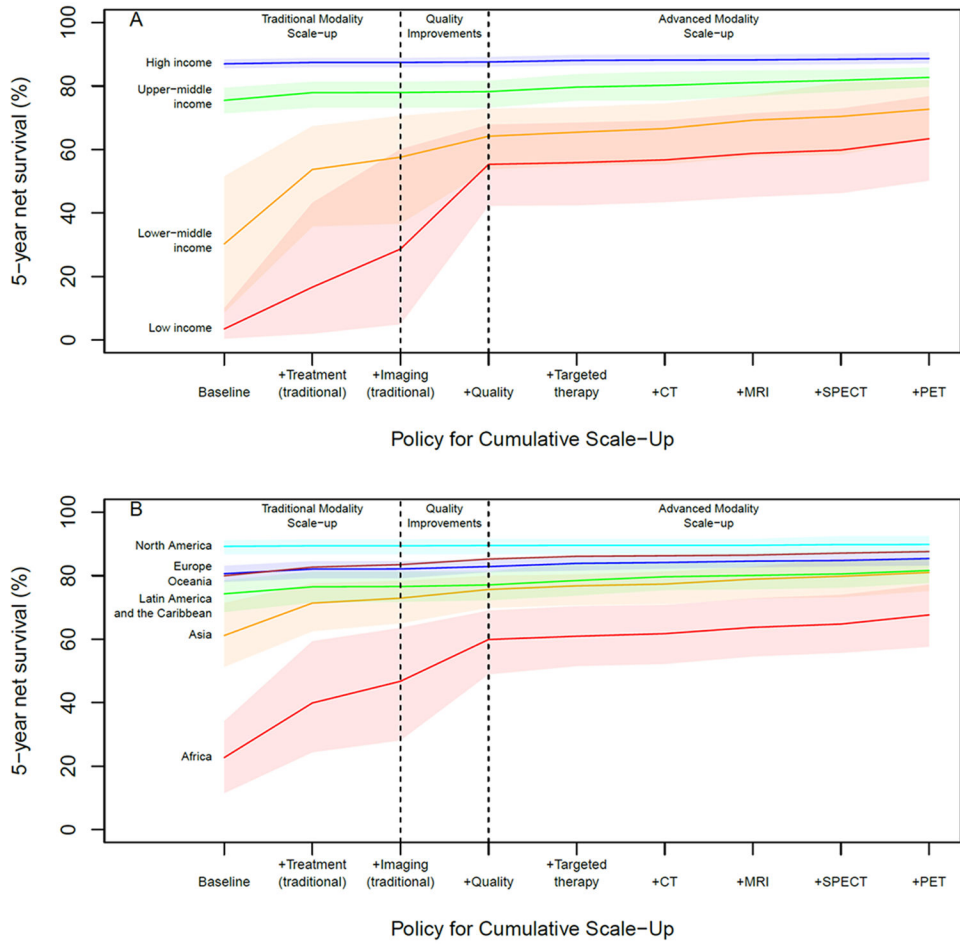 A
Traditional Modality
Scale-up
Quality
Improvements
Advanced Modality
Scale-up
5-year net survival (%)
100
80
60
40
20
0
High income
Upper-middle
income
Lower-middle
income
Low income
Baseline
+Treatment
(traditional)
+Imaging
(traditional)
+Quality
+Targeted
therapy
+CT
+MRI
+SPECT
+PET
Policy for Cumulative Scale-Up
B
Traditional Modality
Scale-up
Quality
Improvements
Advanced Modality
Scale-up
5-year net survival (%)
100
80
60
40
20
0
North America
Europe
Oceania
Latin America
and the Caribbean
Asia
Africa
Baseline
+Treatment
(traditional)
+Imaging
(traditional)
+Quality
+Targeted
therapy
+CT
+MRI
+SPECT
+PET
Policy for Cumulative Scale-Up